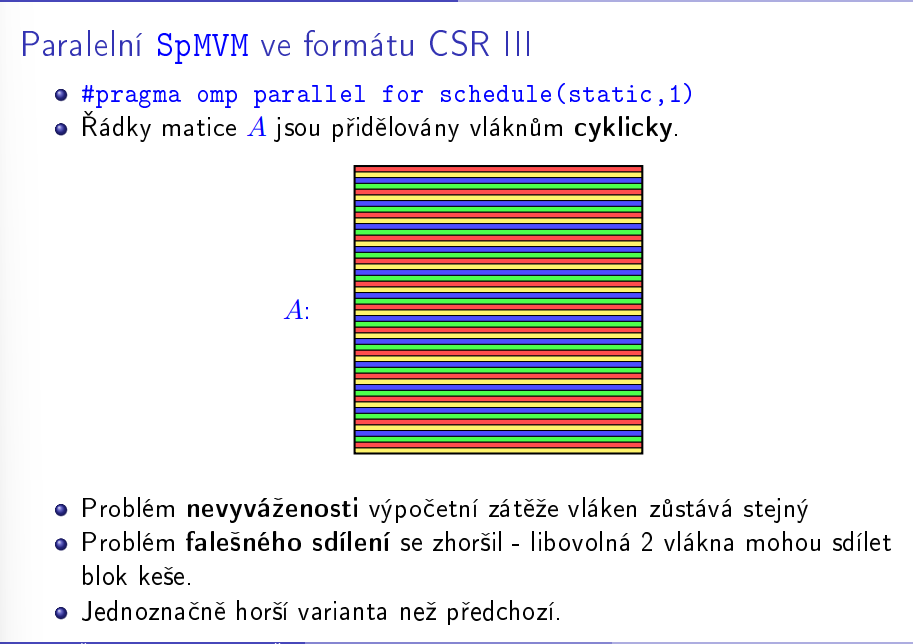 Paralelní SpMVM ve formátu CSR III
#pragma omp parallel for schedule(static,1)
Řádky matice A jsou přidělovány vláknům cyklicky.
A:
Problém nevyváženosti výpočetní zátěže vláken zůstává stejný
Problém falešného sdílení se zhoršil - libovolná 2 vlákna mohou sdílet
blok keše.
Jednoznačně horší varianta než předchozí.